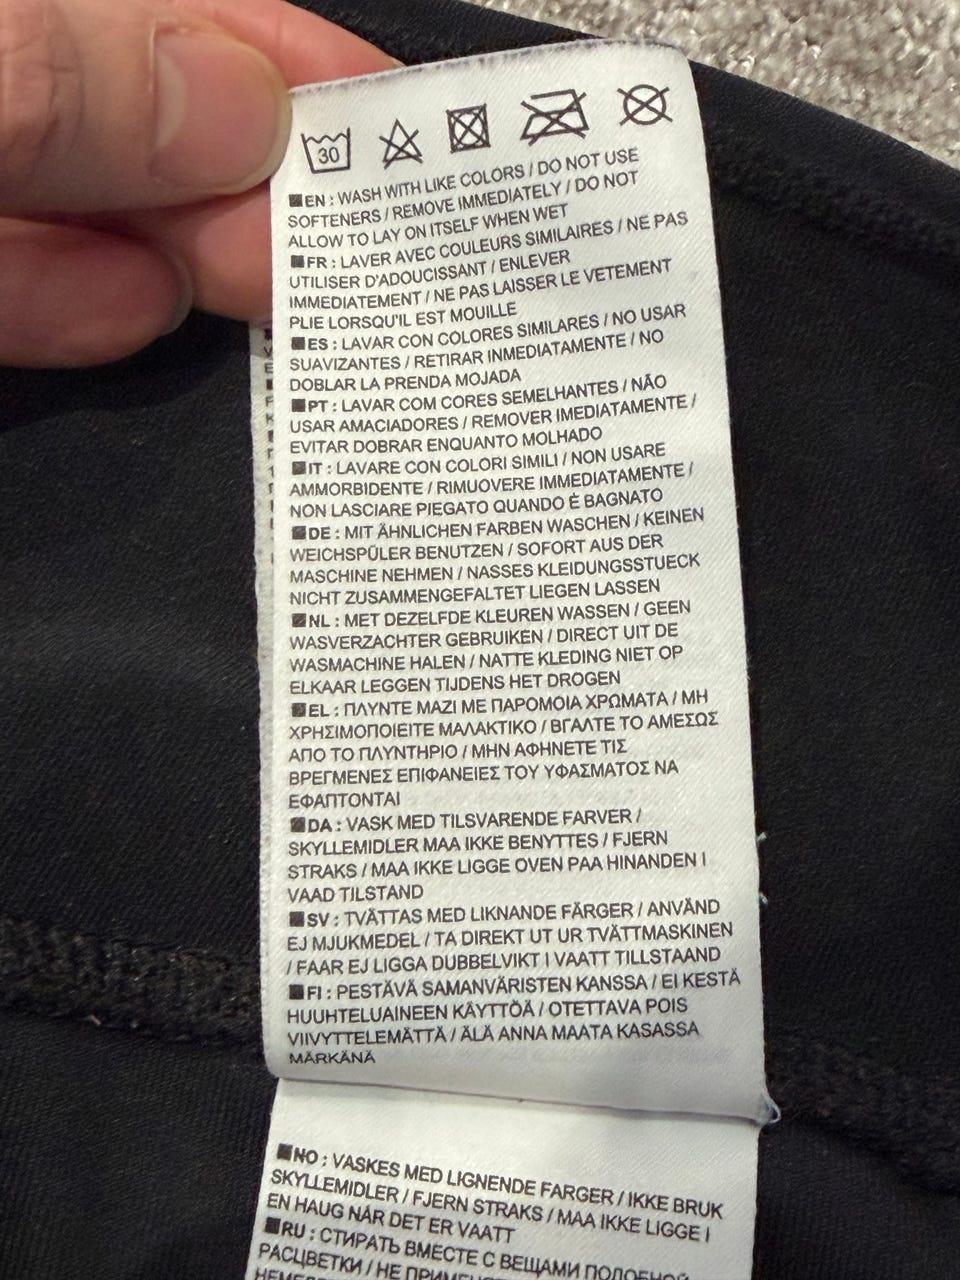 30
EN : WASH WITH LIKE COLORS / DO NOT USE
SOFTENERS / REMOVE IMMEDIATELY / DO NOT
ALLOW TO LAY ON ITSELF WHEN WET
FR : LAVER AVEC COULEURS SIMILAIRES / NE PAS
UTILISER D'ADOUCISSANT / ENLEVER
IMMEDIATEMENT / NE PAS LAISSER LE VETEMENT
PLIE LORSQU'IL EST MOUILLE
ES : LAVAR CON COLORES SIMILARES / NO USAR
SUAVIZANTES / RETIRAR INMEDIATAMENTE / NO
DOBLAR LA PRENDA MOJADA
PT : LAVAR COM CORES SEMELHANTES / NÃO
USAR AMACIADORES / REMOVER IMEDIATAMENTE /
EVITAR DOBRAR ENQUANTO MOLHADO
IT : LAVARE CON COLORI SIMILI / NON USARE
AMMORBIDENTE / RIMUOVERE IMMEDIATAMENTE /
NON LASCIARE PIEGATO QUANDO È BAGNATO
DE : MIT ÄHNLICHEN FARBEN WASCHEN / KEINEN
WEICHSPÜLER BENUTZEN / SOFORT AUS DER
MASCHINE NEHMEN / NASSES KLEIDUNGSSTUECK
NICHT ZUSAMMENGEFALTET LIEGEN LASSEN
NL : MET DEZELFDE KLEUREN WASSEN / GEEN
WASVERZACHTER GEBRUIKEN / DIRECT UIT DE
WASMACHINE HALEN / NATTE KLEDING NIET OP
ELKAAR LEGGEN TIJDENS HET DROGEN
EL : ΠΛΥΝΤΕ ΜΑΖΙ ΜΕ ΠΑΡΟΜΟΙΑ ΧΡΩΜΑΤΑ / ΜΗ
ΧΡΗΣΙΜΟΠΟΙΕΙΤΕ ΜΑΛΑΚΤΙΚΟ / ΒΓΑΛΤΕ ΤΟ ΑΜΕΣΩΣ
ΑΠΟ ΤΟ ΠΛΥΝΤΗΡΙΟ / ΜΗΝ ΑΦΗΝΕΤΕ ΤΙΣ
ΒΡΕΓΜΕΝΕΣ ΕΠΙΦΑΝΕΙΕΣ ΤΟΥ ΥΦΑΣΜΑΤΟΣ ΝΑ
ΕΦΑΠΤΟΝΤΑΙ
DA : VASK MED TILSVARENDE FARVER /
SKYLLEMIDLER MAA IKKE BENYTTES / FJERN
STRAKS / MAA IKKE LIGGE OVEN PAA HINANDEN I
VAAD TILSTAND
SV : TVÄTTAS MED LIKNANDE FÄRGER / ANVÄND
EJ MJUKMEDEL / TA DIREKT UT UR TVÄTTMASKINEN
/ FAAR EJ LIGGA DUBBELVIKT I VAATT TILLSTAAND
FI : PESTÄVÄ SAMANVÄRISTEN KANSSA / EI KESTÄ
HUUHTELUAINEEN KÄYTTÖÄ / OTETTAVA POIS
VIIVYTTELEMÄTTÄ / ÄLÄ ANNA MAATA KASASSA
MÄRKÄNÄ
NO : VASKES MED LIGNENDE FARGER / IKKE BRUK
SKYLLEMIDLER / FJERN STRAKS / MAA IKKE LIGGE I
EN HAUG NÅR DET ER VAATT
RU : СТИРАТЬ ВМЕСТЕ С ВЕЩАМИ ПОДОБНОЙ
РАСЦВЕТКИ / НЕ